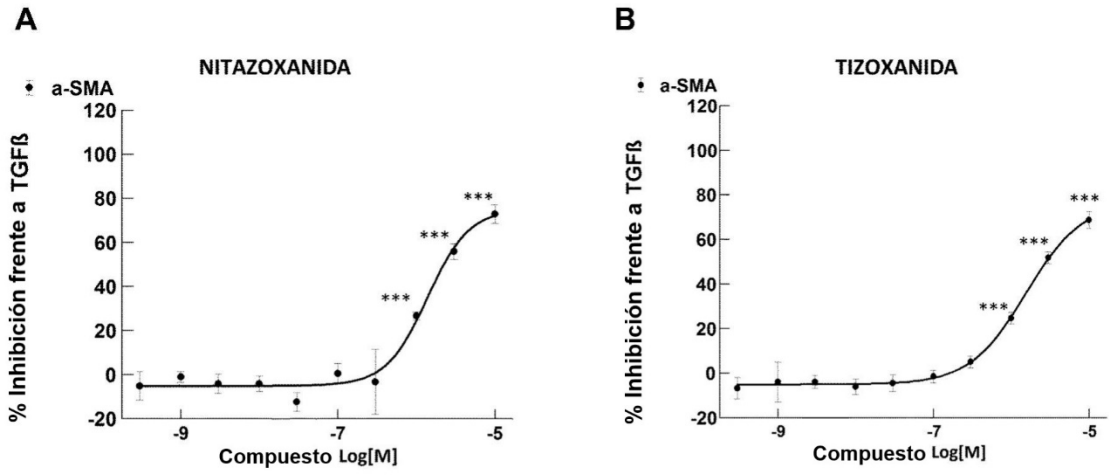 A
NITAZOXANIDA
a-SMA
% Inhibición frente a TGFß
120
100
80
60
40
20
0
-20
***
***
***
-9
-7
-5
Compuesto Log[M]
B
TIZOXANIDA
a-SMA
% Inhibición frente a TGFß
120
100
80
60
40
20
0
-20
***
***
***
-9
-7
-5
Compuesto Log[M]